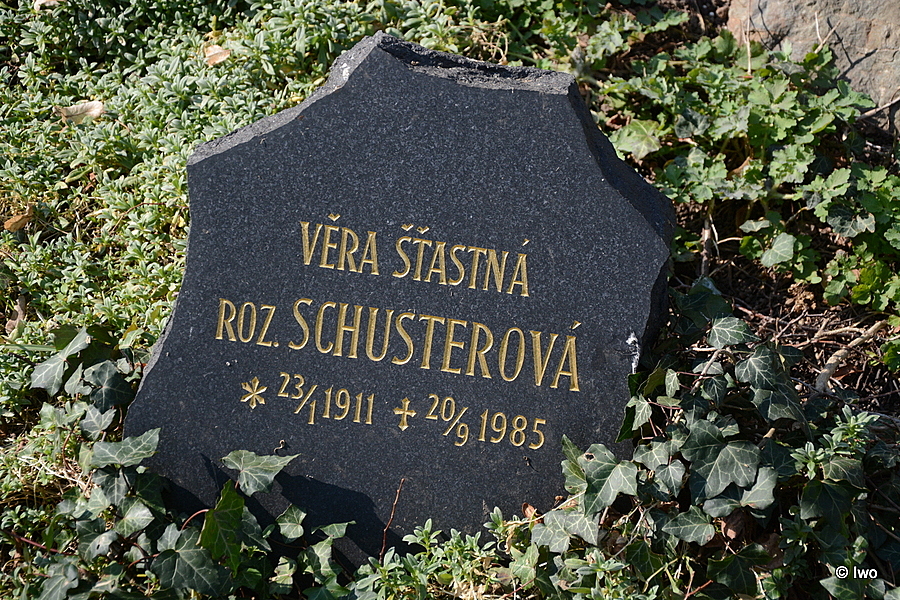 VĚRA ŠŤASTNÁ
ROZ. SCHUSTEROVÁ
* 23/1 1911 ✝ 20/9 1985
© Iwo